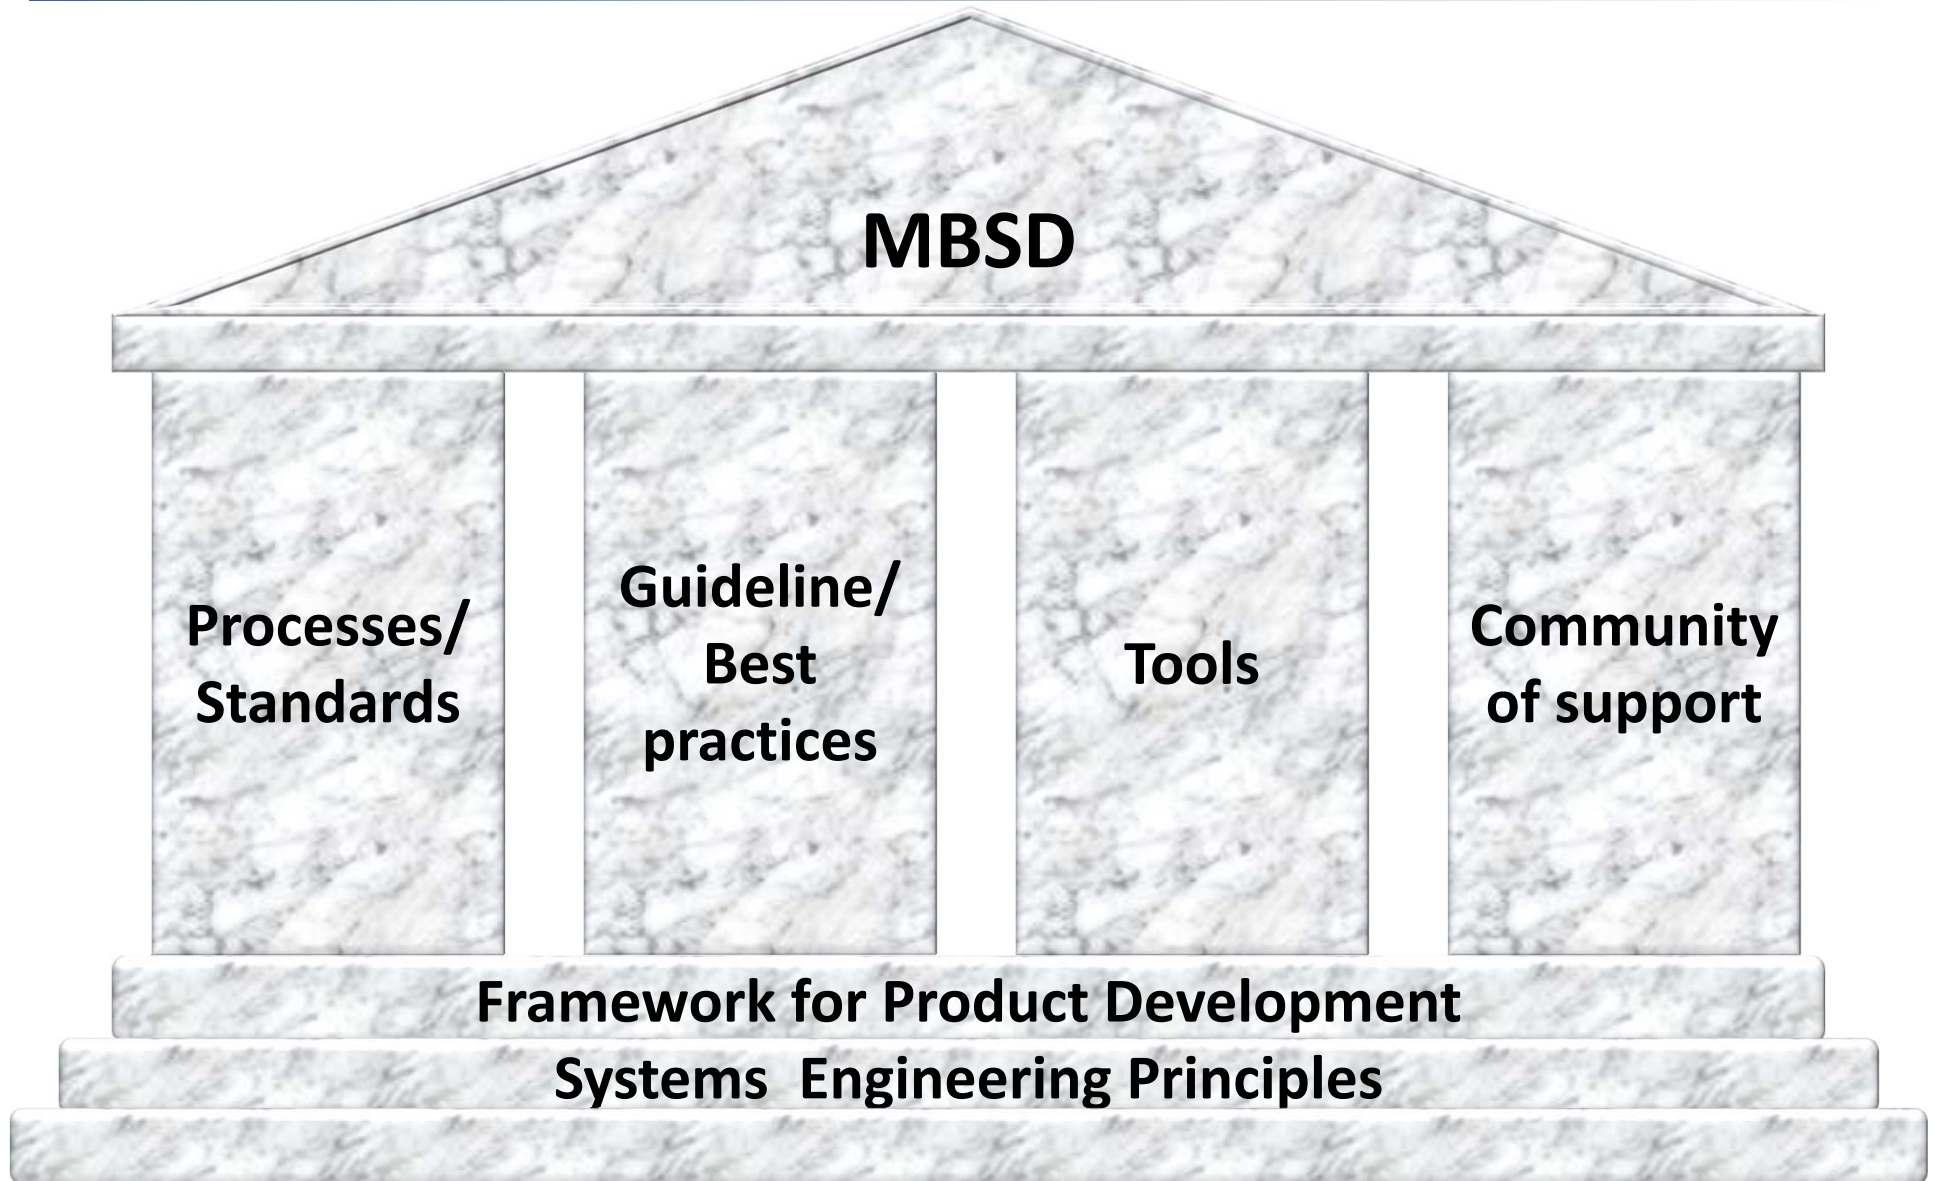 MBSD
Processes/
Standards
Guideline/
Best
practices
Tools
Community
of support
Framework for Product Development
Systems  Engineering Principles